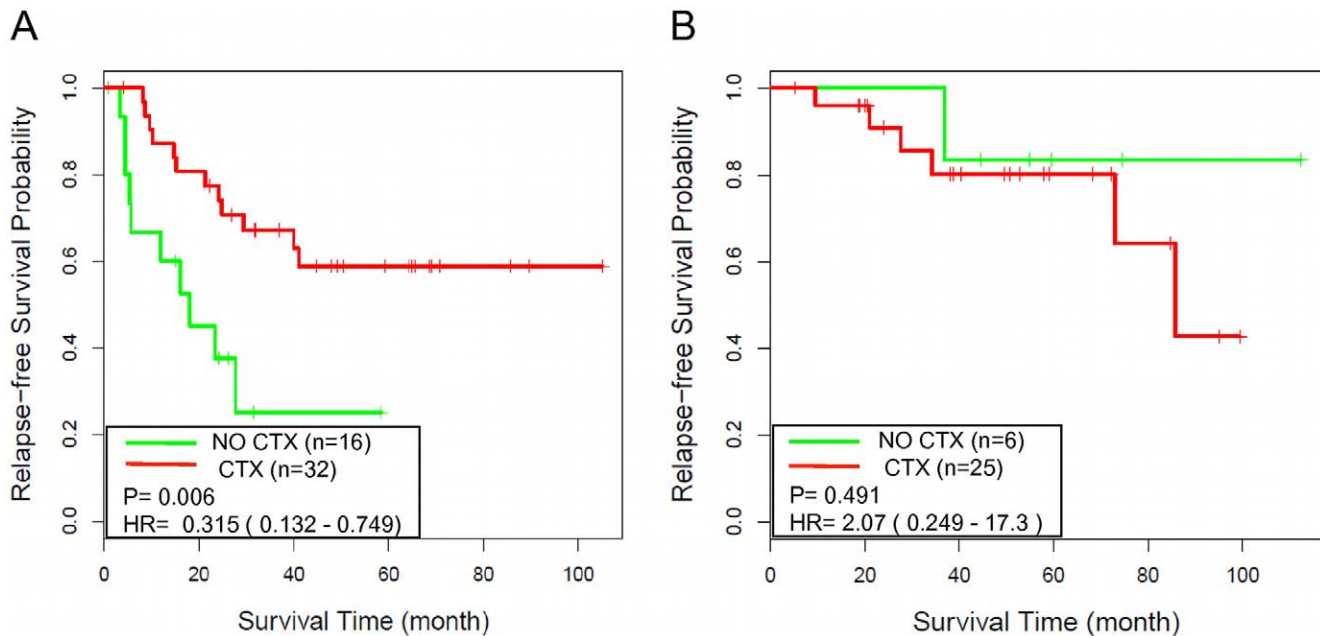 A
Relapse-free Survival Probability
1.0
0.8
0.6
0.4
0.2
0.0
NO CTX (n=16)
CTX (n=32)
P= 0.006
HR= 0.315 ( 0.132 - 0.749)
0 20 40 60 80 100
Survival Time (month)
B
Relapse-free Survival Probability
1.0
0.8
0.6
0.4
0.2
0.0
NO CTX (n=6)
CTX (n=25)
P= 0.491
HR= 2.07 ( 0.249 - 17.3 )
0 20 40 60 80 100
Survival Time (month)